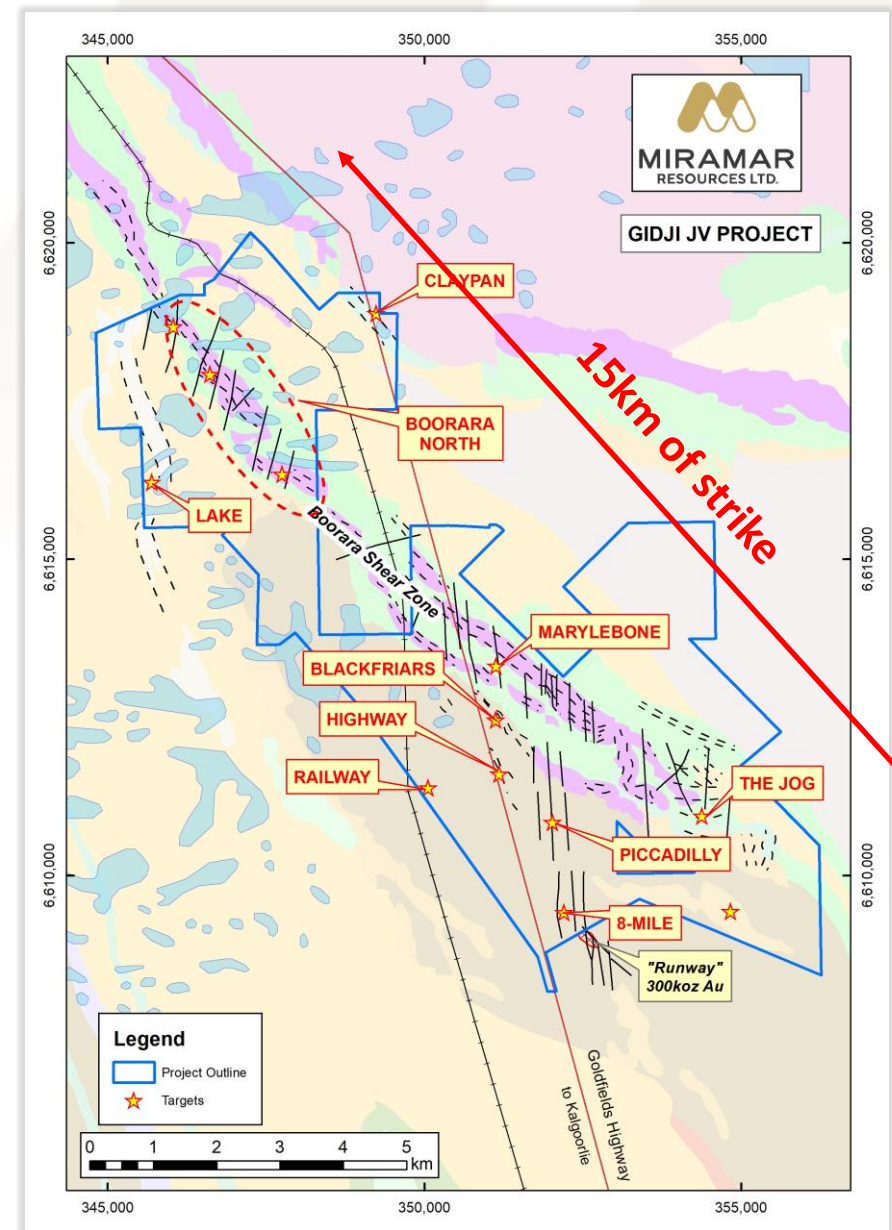 345,000
350,000
355,000
MIRAMAR
RESOURCES LTD.
GIDJI JV PROJECT
6,620,000
6,620,000
CLAYPAN
15km of strike
BOORARA
NORTH
LAKE
Boorara Shear Zone
6,615,000
6,615,000
MARYLEBONE
BLACKFRIARS
HIGHWAY
RAILWAY
THE JOG
PICCADILLY
6,610,000
6,610,000
8-MILE
"Runway"
300koz Au
Legend
Project Outline
Targets
Goldfields Highway
to Kalgoorlie
0 1 2 3 4 5
km
345,000
350,000
355,000